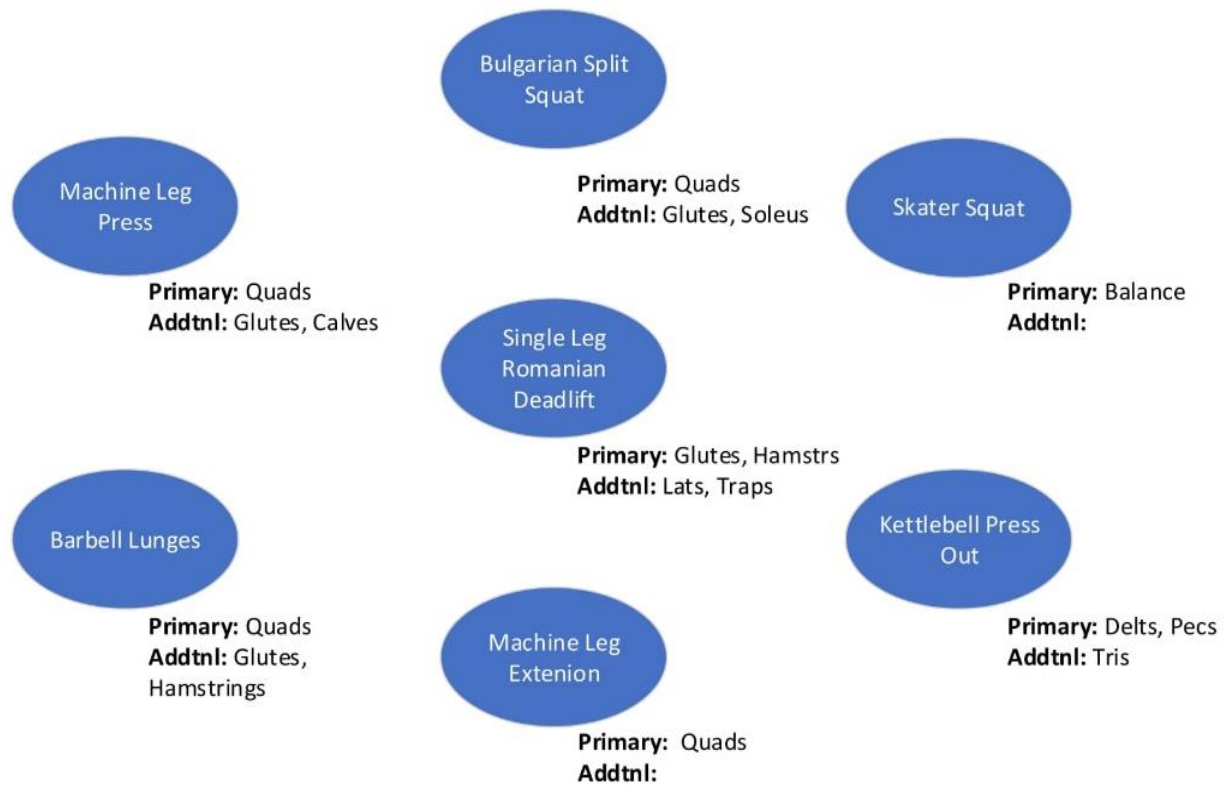 Bulgarian Split
Squat
Primary: Quads
Addtnl: Glutes, Soleus
Machine Leg
Press
Primary: Quads
Addtnl: Glutes, Calves
Skater Squat
Primary: Balance
Addtnl:
Single Leg
Romanian
Deadlift
Primary: Glutes, Hamstrs
Addtnl: Lats, Traps
Barbell Lunges
Primary: Quads
Addtnl: Glutes,
Hamstrings
Kettlebell Press
Out
Primary: Delts, Pecs
Addtnl: Tris
Machine Leg
Extenion
Primary: Quads
Addtnl: